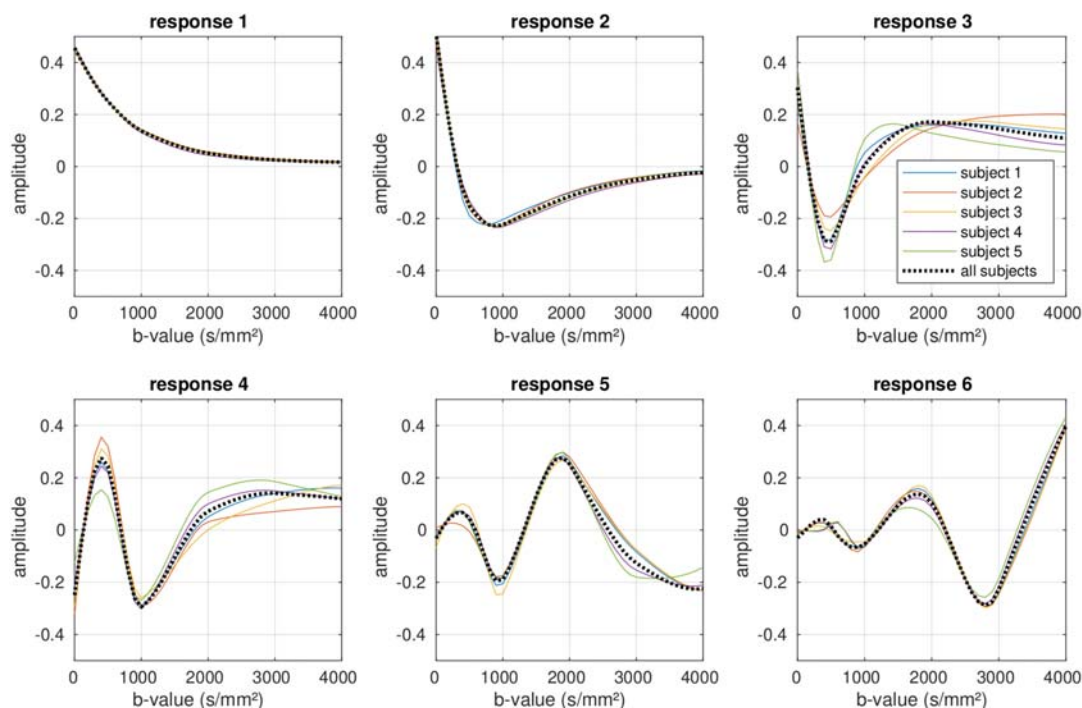 response 1
response 2
response 3
0.4
0.2
0
-0.2
-0.4
amplitude
0 1000 2000 3000 4000
b-value (s/mm²)
0.4
0.2
0
-0.2
-0.4
amplitude
0 1000 2000 3000 4000
b-value (s/mm²)
0.4
0.2
0
-0.2
-0.4
amplitude
subject 1
subject 2
subject 3
subject 4
subject 5
all subjects
0 1000 2000 3000 4000
b-value (s/mm²)
response 4
response 5
response 6
0.4
0.2
0
-0.2
-0.4
amplitude
0 1000 2000 3000 4000
b-value (s/mm²)
0.4
0.2
0
-0.2
-0.4
amplitude
0 1000 2000 3000 4000
b-value (s/mm²)
0.4
0.2
0
-0.2
-0.4
amplitude
0 1000 2000 3000 4000
b-value (s/mm²)